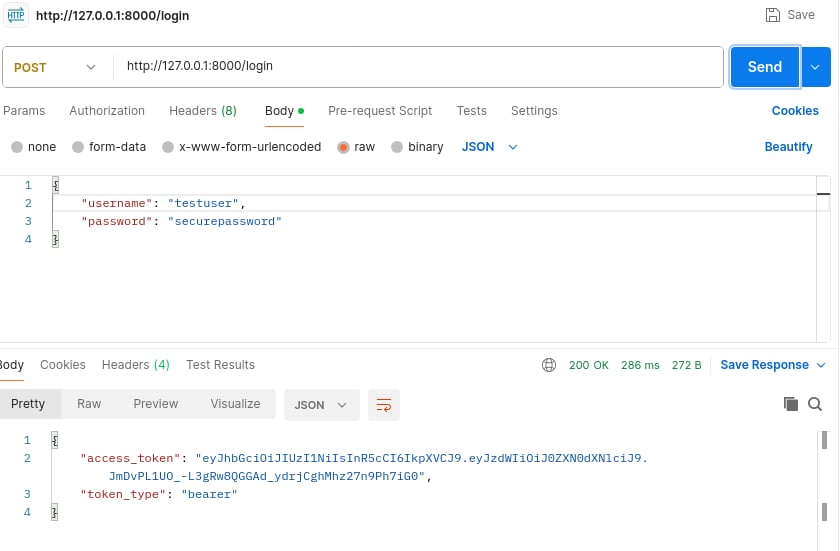 HTTP http://127.0.0.1:8000/login Save
POST http://127.0.0.1:8000/login Send
Params Authorization Headers (8) Body Pre-request Script Tests Settings Cookies
none form-data x-www-form-urlencoded raw binary JSON Beautify
1 {
2 "username": "testuser",
3 "password": "securepassword"
4 }
Body Cookies Headers (4) Test Results 200 OK 286 ms 272 B Save Response
Pretty Raw Preview Visualize JSON
1 {
2 "access_token": "eyJhbGciOiJIUzI1NiIsInR5cCI6IkpXVCJ9.eyJzdWIiOiJ0ZXN0dXNlciJ9.
JmDvPL1UO_-L3gRw8QGGAd_ydrjCghMhz27n9Ph7iG0",
3 "token_type": "bearer"
4 }